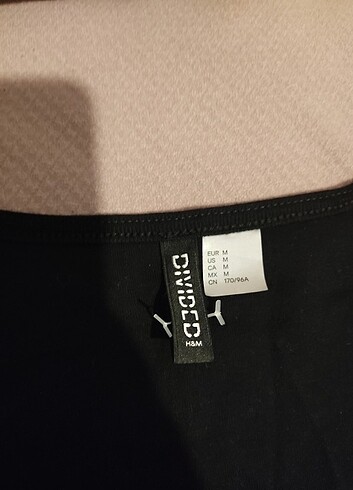 DIVIDED
H&M
EUR M
US M
CA M
MX M
CN 170/96A